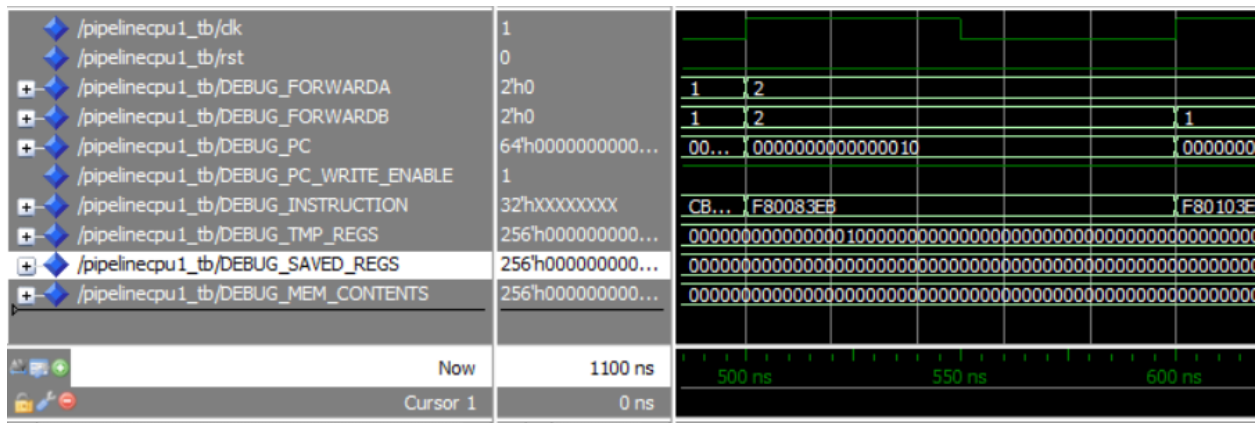 /pipelinecpu1_tb/clk 1
/pipelinecpu1_tb/rst 0
/pipelinecpu1_tb/DEBUG_FORWARDA 2'h0 1 2
/pipelinecpu1_tb/DEBUG_FORWARDB 2'h0 1 2 1
/pipelinecpu1_tb/DEBUG_PC 64'h0000000000... 00... 0000000000000010 0000000
/pipelinecpu1_tb/DEBUG_PC_WRITE_ENABLE 1
/pipelinecpu1_tb/DEBUG_INSTRUCTION 32'hXXXXXXXX CB... F80083EB F80103E
/pipelinecpu1_tb/DEBUG_TMP_REGS 256'h000000000...
/pipelinecpu1_tb/DEBUG_SAVED_REGS 256'h000000000...
/pipelinecpu1_tb/DEBUG_MEM_CONTENTS 256'h000000000...
Now 1100 ns 500 ns 550 ns 600 ns
Cursor 1 0 ns